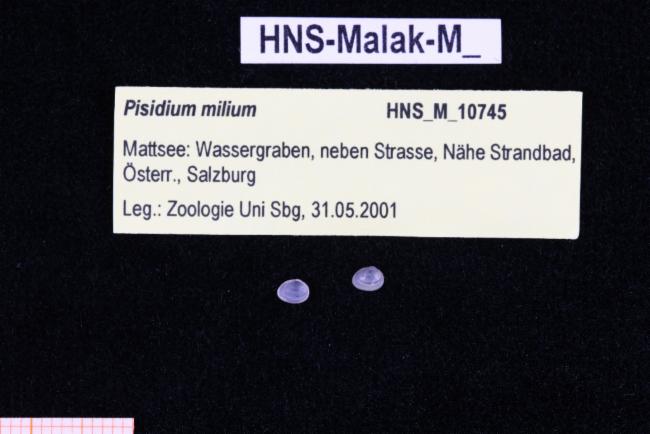 HNS-Malak-M_
Pisidium milium HNS_M_10745
Mattsee: Wassergraben, neben Strasse, Nähe Strandbad,
Österr., Salzburg
Leg.: Zoologie Uni Sbg, 31.05.2001